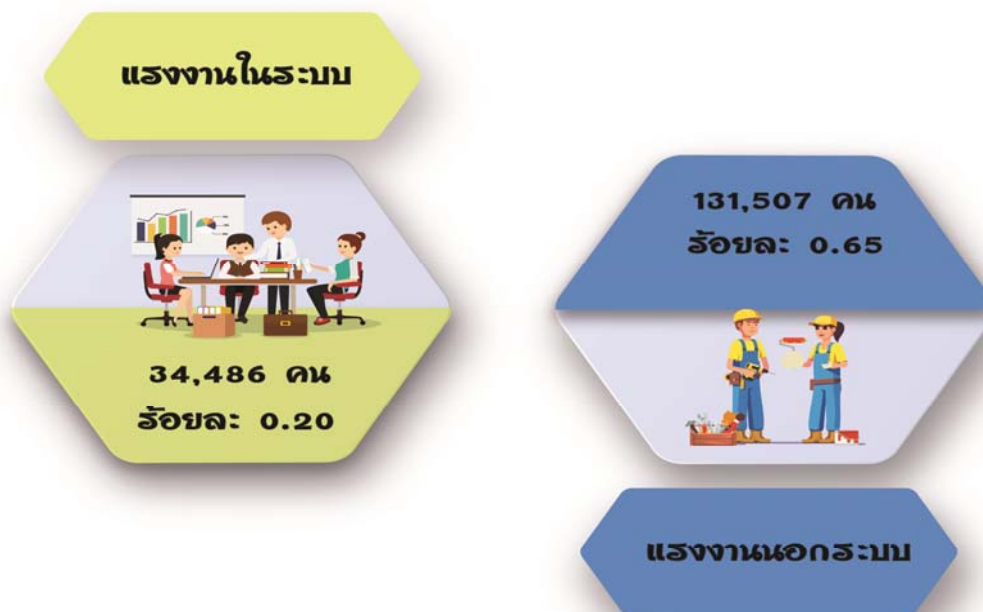 แรงงานในระบบ
34,486 คน
ร้อยละ 0.20
131,507 คน
ร้อยละ 0.65
แรงงานนอกระบบ